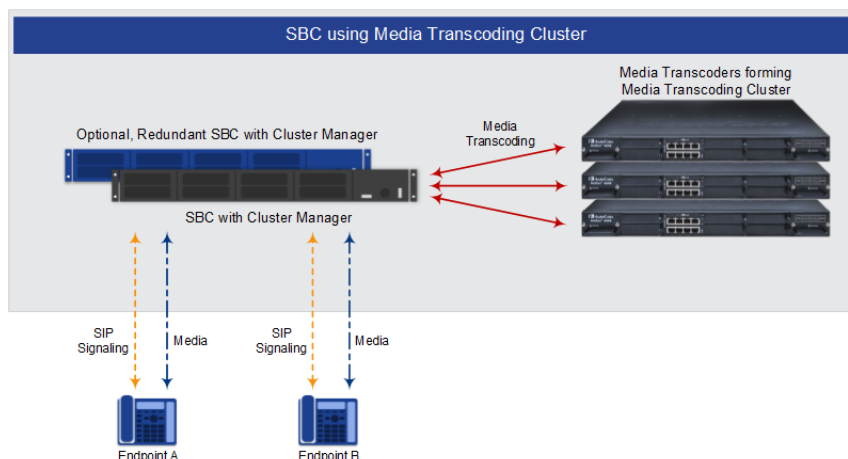 SBC using Media Transcoding Cluster
Media Transcoders forming
Media Transcoding Cluster
Optional, Redundant SBC with Cluster Manager
Media
Transcoding
SBC with Cluster Manager
SIP
Signaling
Media
SIP
Signaling
Media
Endpoint A
Endpoint B